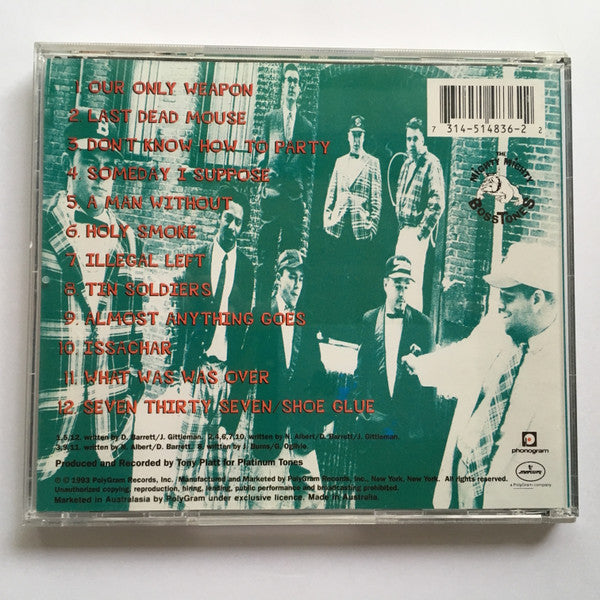 1. OUR ONLY WEAPON
2. LAST DEAD MOUSE
3. DON'T KNOW HOW TO PARTY
4. SOMEDAY I SUPPOSE
5. A MAN WITHOUT
6. HOLY SMOKE
7. ILLEGAL LEFT
8. TIN SOLDIERS
9. ALMOST ANYTHING GOES
10. ISSACHAR
11. WHAT WAS WAS OVER
12. SEVEN THIRTY SEVEN/SHOE GLUE
7 314-514836-2 2
THE
MIGHTY MIGHTY
BOSSTONES
1,5,12, written by D. Barrett/J. Gittleman. 2,4,6,7,10, written by N. Albert/D. Barrett/J. Gittleman.
3,9,11, written by N. Albert/D. Barrett. 8, written by J. Burns/G. Ogilvie.
Produced and Recorded by Tony Platt for Platinum Tones
℗ © 1993 PolyGram Records, Inc./Manufactured and Marketed by PolyGram Records, Inc., New York, New York. All rights reserved.
Unauthorized copying, reproduction, hiring, lending, public performance and broadcasting prohibited.
Marketed in Australasia by PolyGram under exclusive licence. Made in Australia.
phonogram
mercury
a PolyGram company